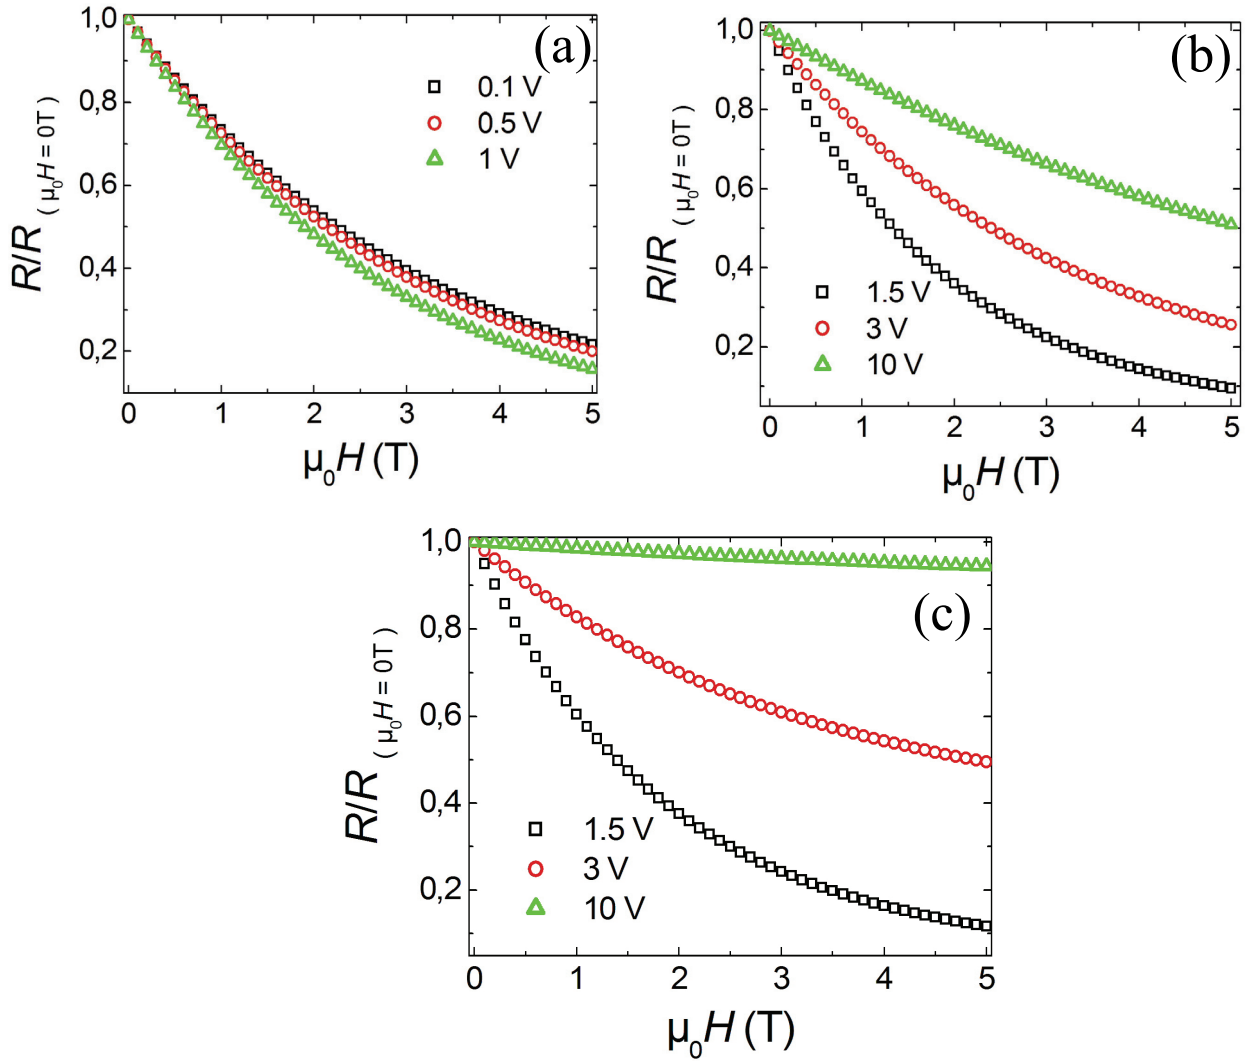 (a)
1,0
0,8
0,6
0,4
0,2
R/R ( μ0H = 0T )
0.1 V
0.5 V
1 V
0 1 2 3 4 5
μ0H (T)
(b)
1,0
0,8
0,6
0,4
0,2
R/R ( μ0H = 0T )
1.5 V
3 V
10 V
0 1 2 3 4 5
μ0H (T)
(c)
1,0
0,8
0,6
0,4
0,2
R/R ( μ0H = 0T )
1.5 V
3 V
10 V
0 1 2 3 4 5
μ0H (T)